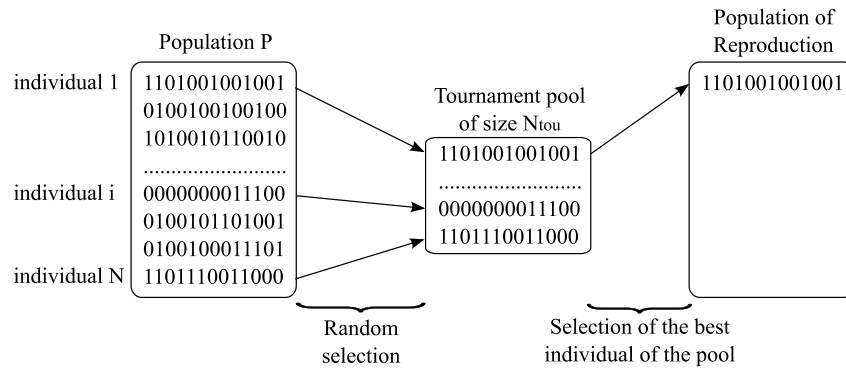 Population P
individual 1
1101001001001
0100100100100
1010010110010
..........................
individual i
0000000011100
0100101101001
0100100011101
individual N
1101110011000
Random
selection
Tournament pool
of size Ntou
1101001001001
..........................
0000000011100
1101110011000
Selection of the best
individual of the pool
Population of
Reproduction
1101001001001